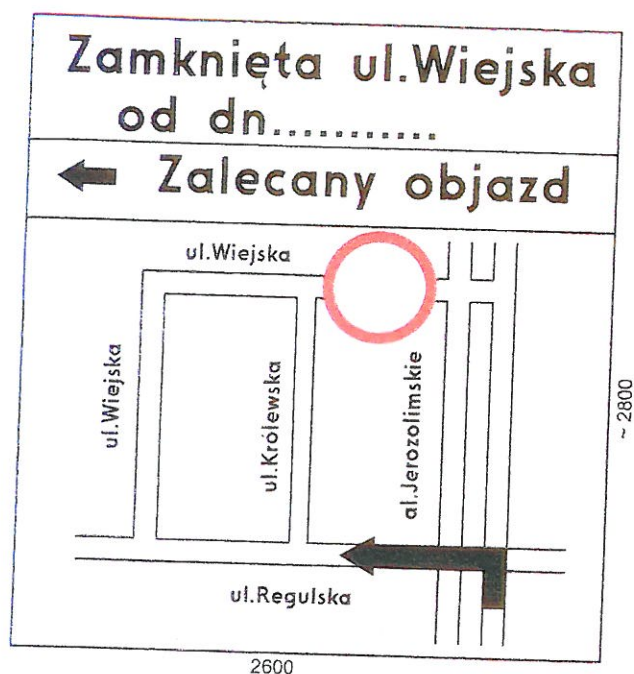 Zamknięta ul.Wiejska
od dn...........
Zalecany objazd
ul.Wiejska
ul.Wiejska
ul.Królewska
al.Jerozolimskie
~ 2800
ul.Regulska
2600